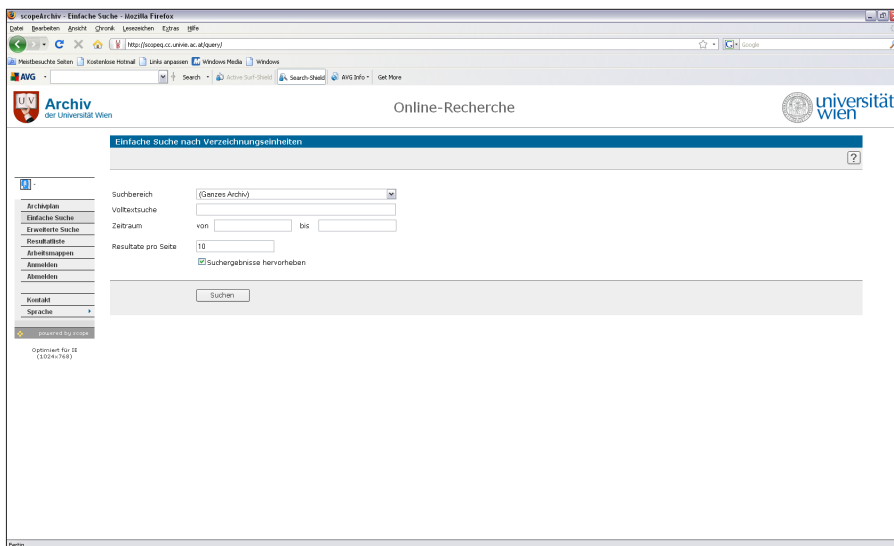 scopeArchiv - Einfache Suche - Mozilla Firefox
Datei Bearbeiten Ansicht Chronik Lesezeichen Extras Hilfe
http://scopeq.cc.univie.ac.at/query/
Google
Meistbesuchte Seiten Kostenlose Hotmail Links anpassen Windows Media Windows
AVG Search Active Surf-Shield Search-Shield AVG Info Get More
UV
Archiv
der Universität Wien
Online-Recherche
universität
wien
Einfache Suche nach Verzeichnungseinheiten
?
-
Archivplan
Einfache Suche
Erweiterte Suche
Resultatliste
Arbeitsmappen
Anmelden
Abmelden
Kontakt
Sprache
powered by scope
Optimiert für IE
(1024x768)
Suchbereich (Ganzes Archiv)
Volltextsuche
Zeitraum von bis
Resultate pro Seite 10
Suchergebnisse hervorheben
Suchen
Fertig